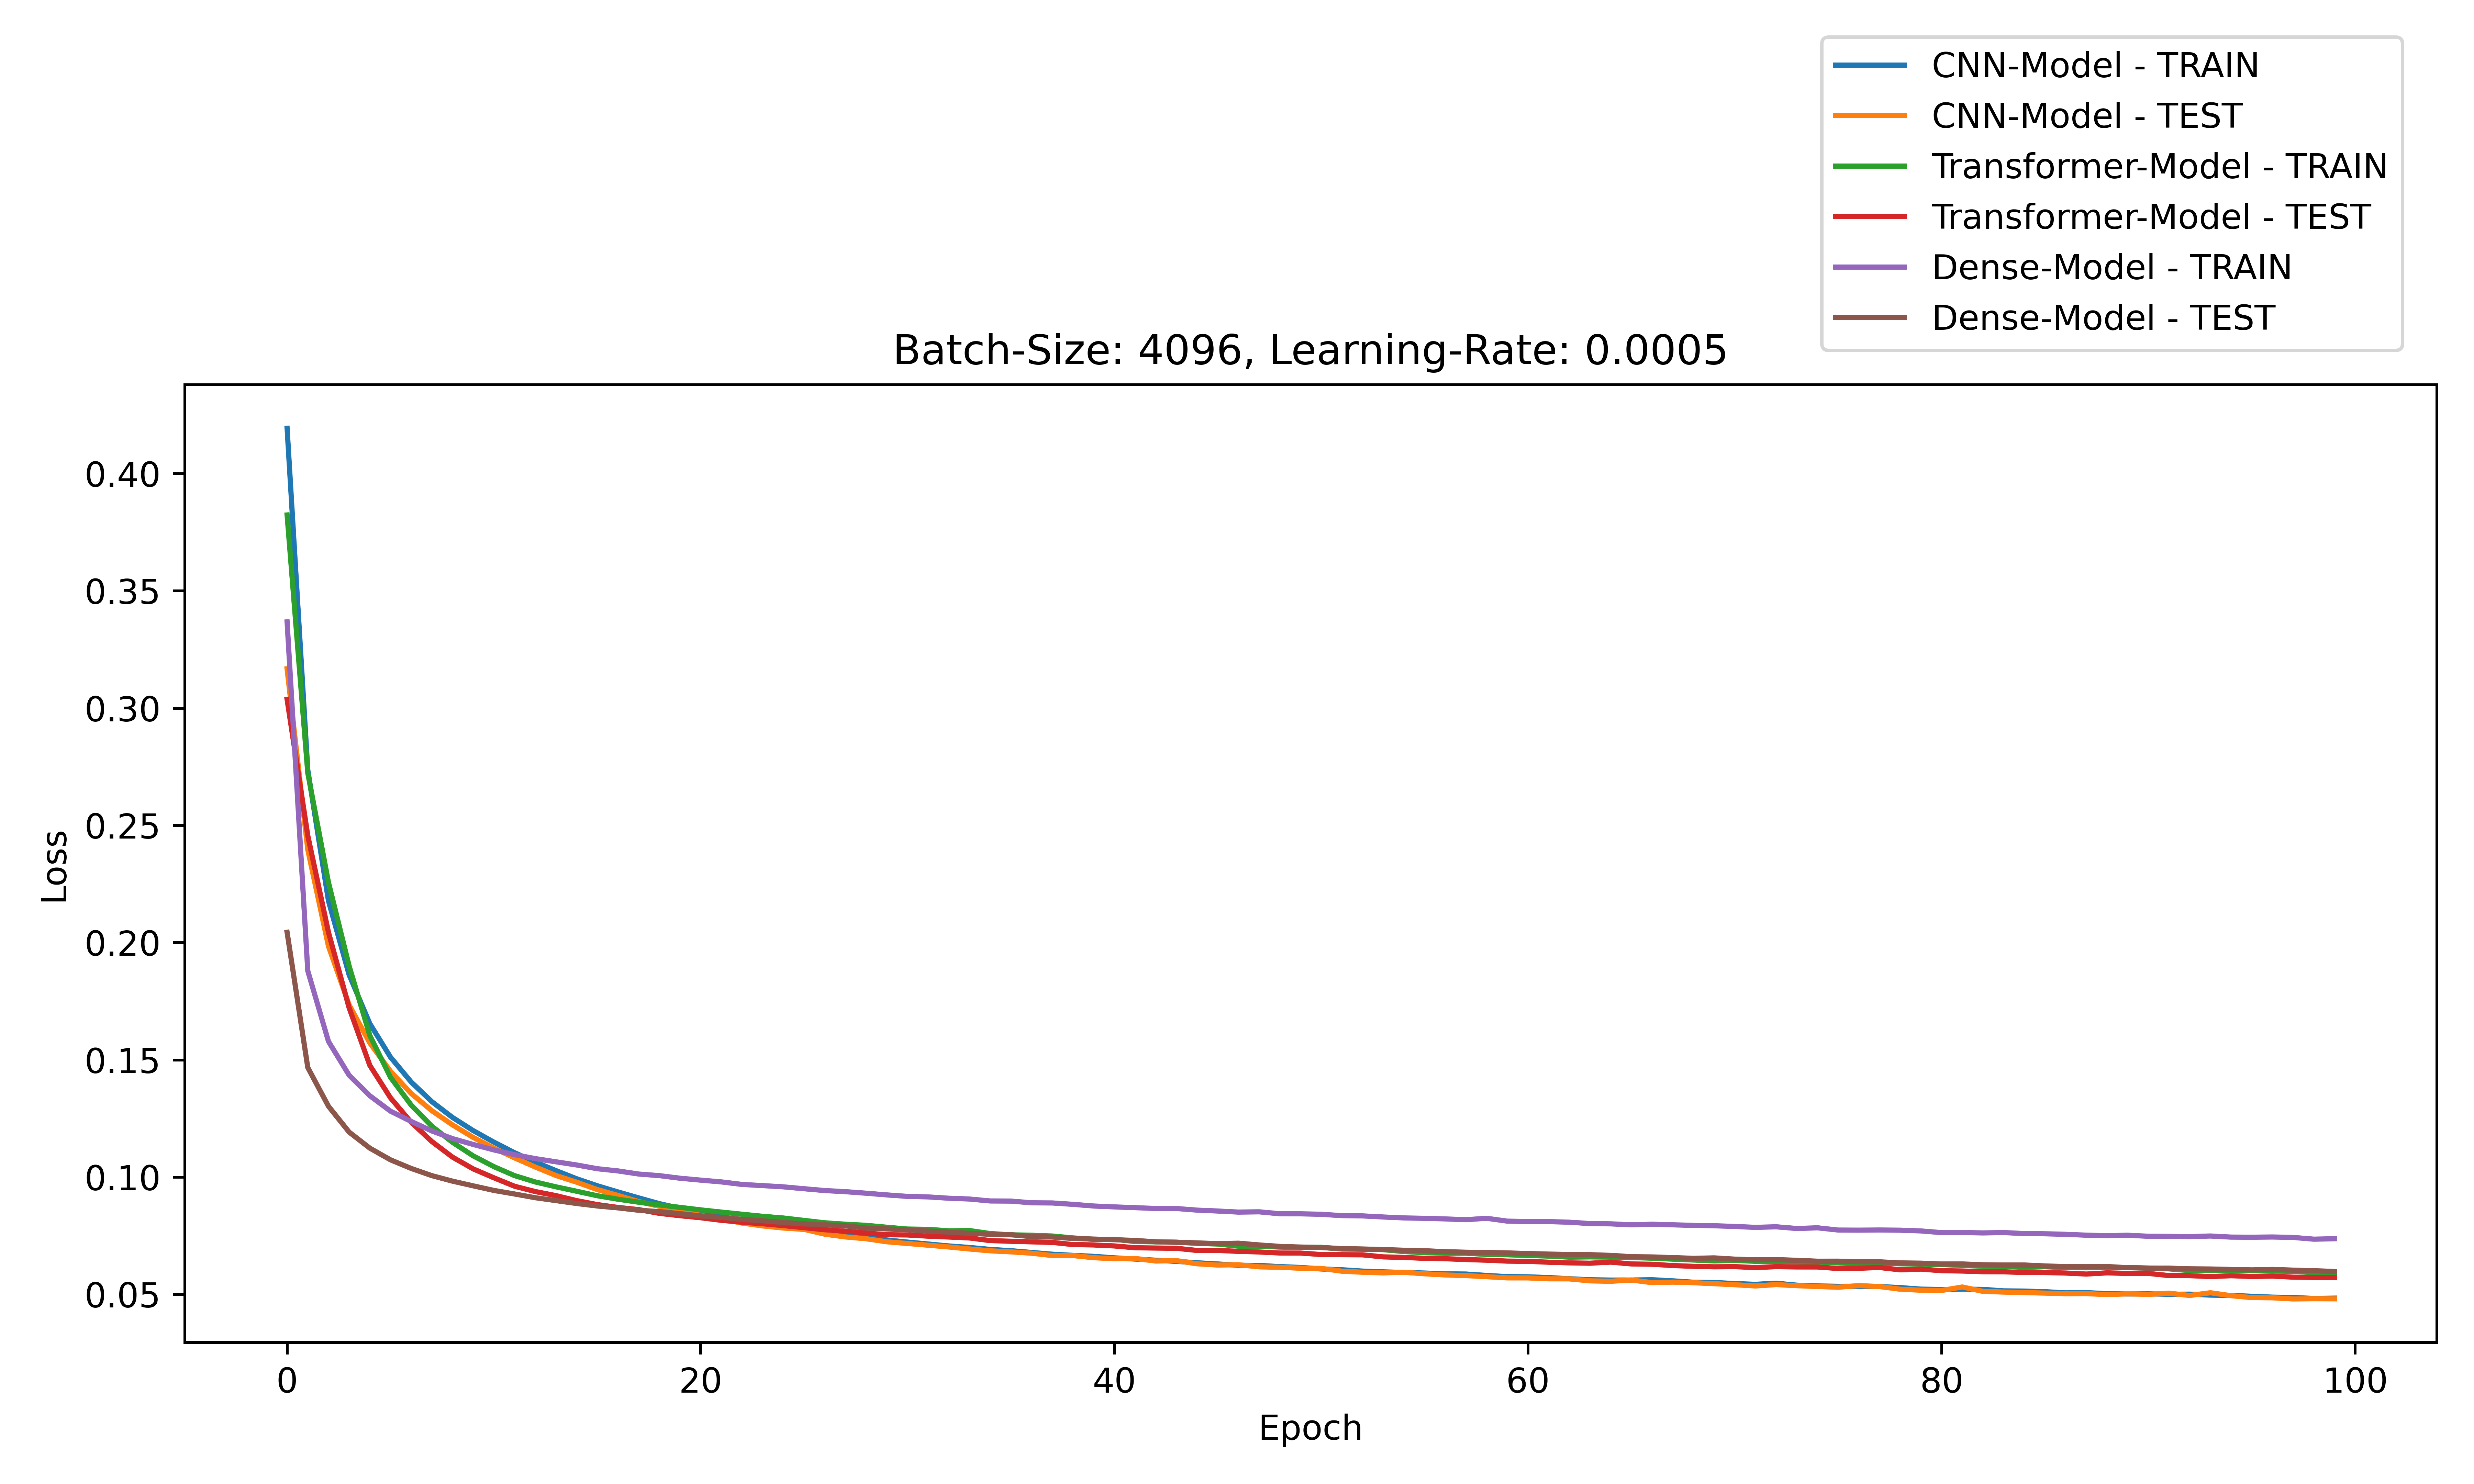 CNN-Model - TRAIN
CNN-Model - TEST
Transformer-Model - TRAIN
Transformer-Model - TEST
Dense-Model - TRAIN
Dense-Model - TEST
Batch-Size: 4096, Learning-Rate: 0.0005
0.40
0.35
0.30
0.25
0.20
0.15
0.10
0.05
Loss
0 20 40 60 80 100
Epoch